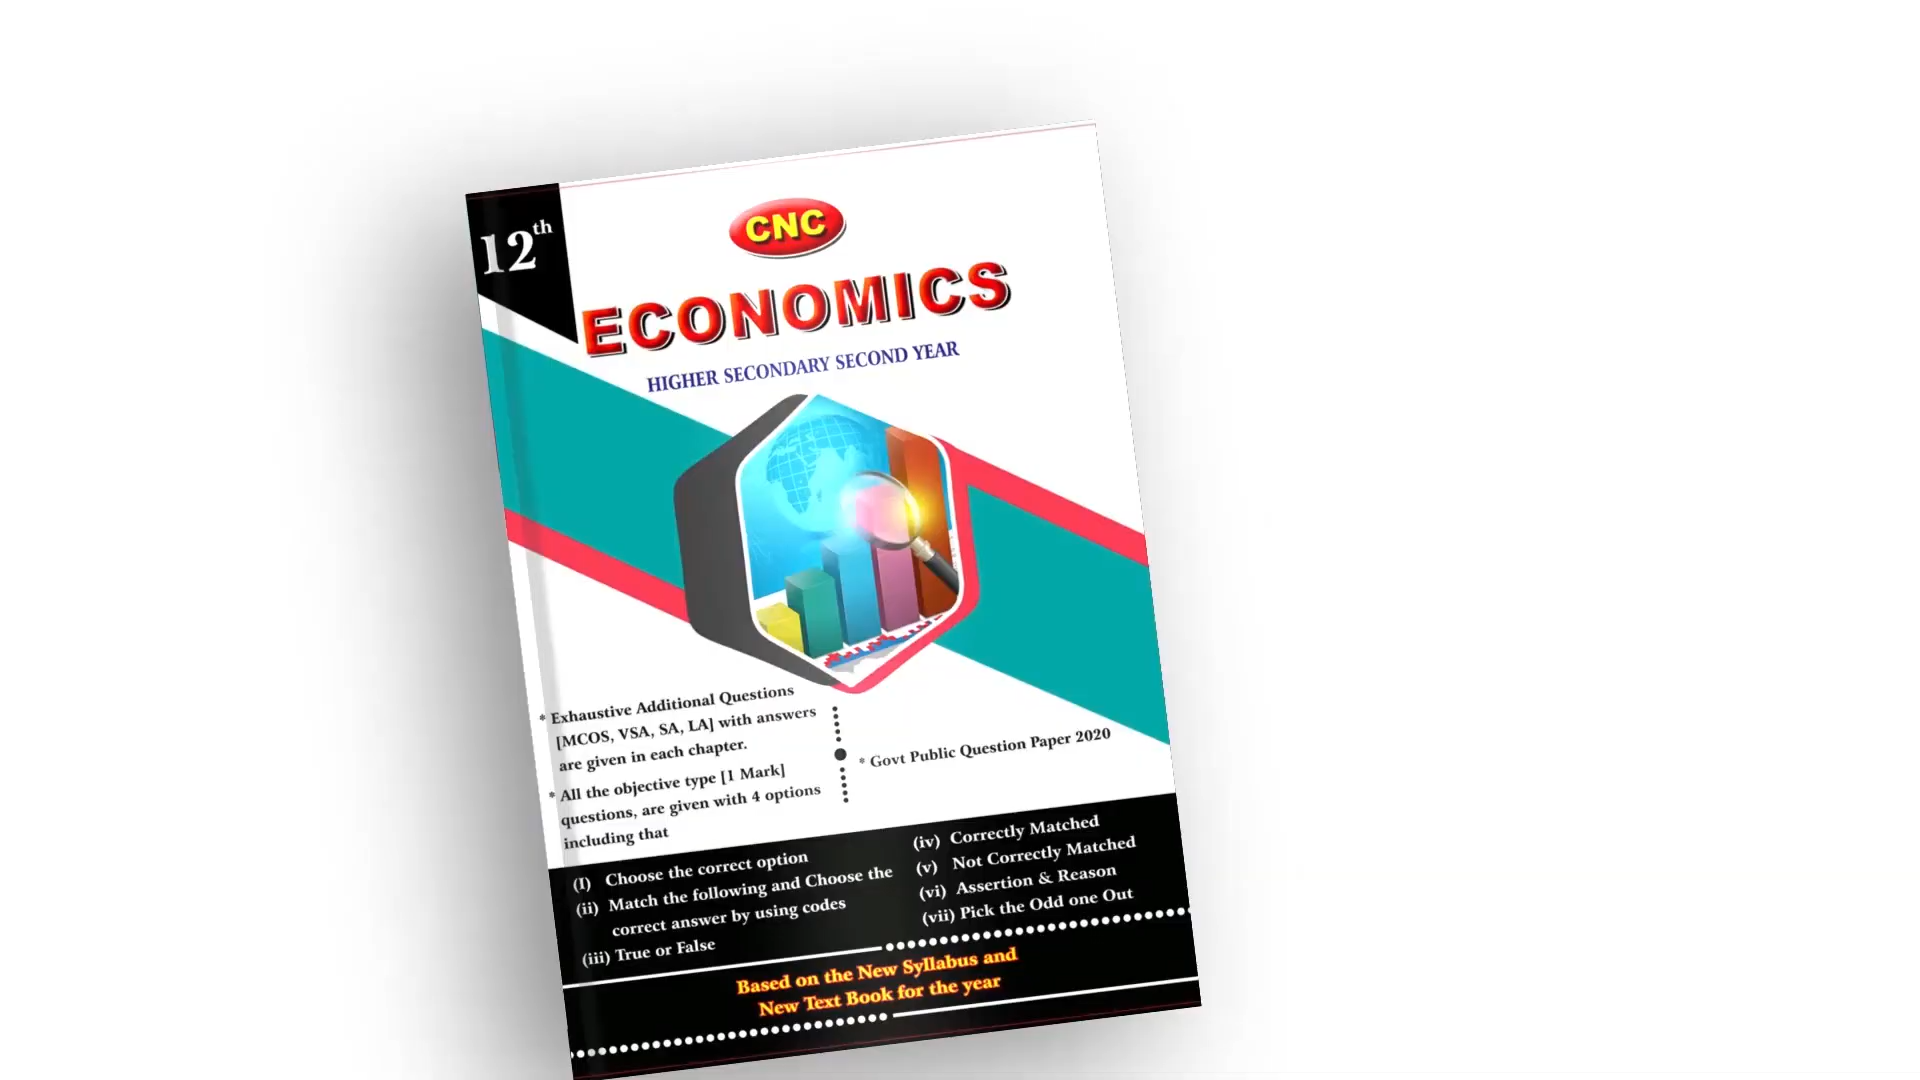 12th
CNC
ECONOMICS
HIGHER SECONDARY SECOND YEAR
* Exhaustive Additional Questions
[MCOS, VSA, SA, LA] with answers
are given in each chapter.
* All the objective type [1 Mark]
questions, are given with 4 options
including that
* Govt Public Question Paper 2020
(I) Choose the correct option
(ii) Match the following and Choose the
correct answer by using codes
(iii) True or False
(iv) Correctly Matched
(v) Not Correctly Matched
(vi) Assertion & Reason
(vii) Pick the Odd one Out
Based on the New Syllabus and
New Text Book for the year